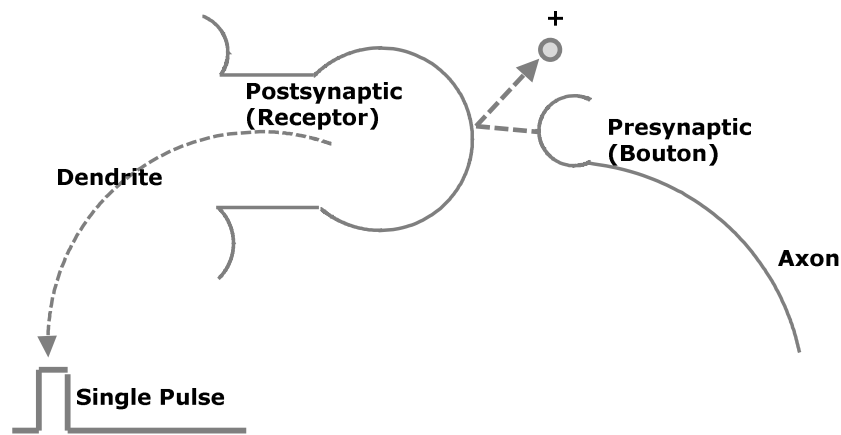 +
Postsynaptic
(Receptor)
Presynaptic
(Bouton)
Dendrite
Axon
Single Pulse